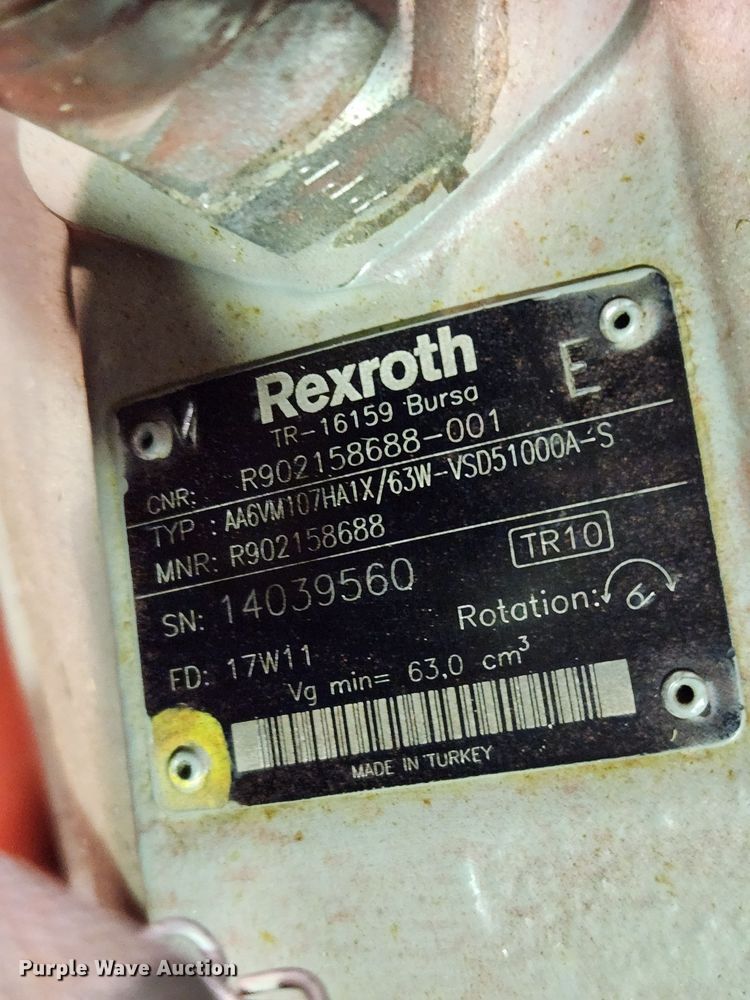 Rexroth
TR-16159 Bursa
E
CNR: R902158688-001
TYP : AA6VM107HA1X/63W-VSD51000A-S
MNR: R902158688
TR10
SN: 14039560
Rotation:
FD: 17W11
Vg min= 63,0 cm³
MADE IN TURKEY
Purple Wave Auction